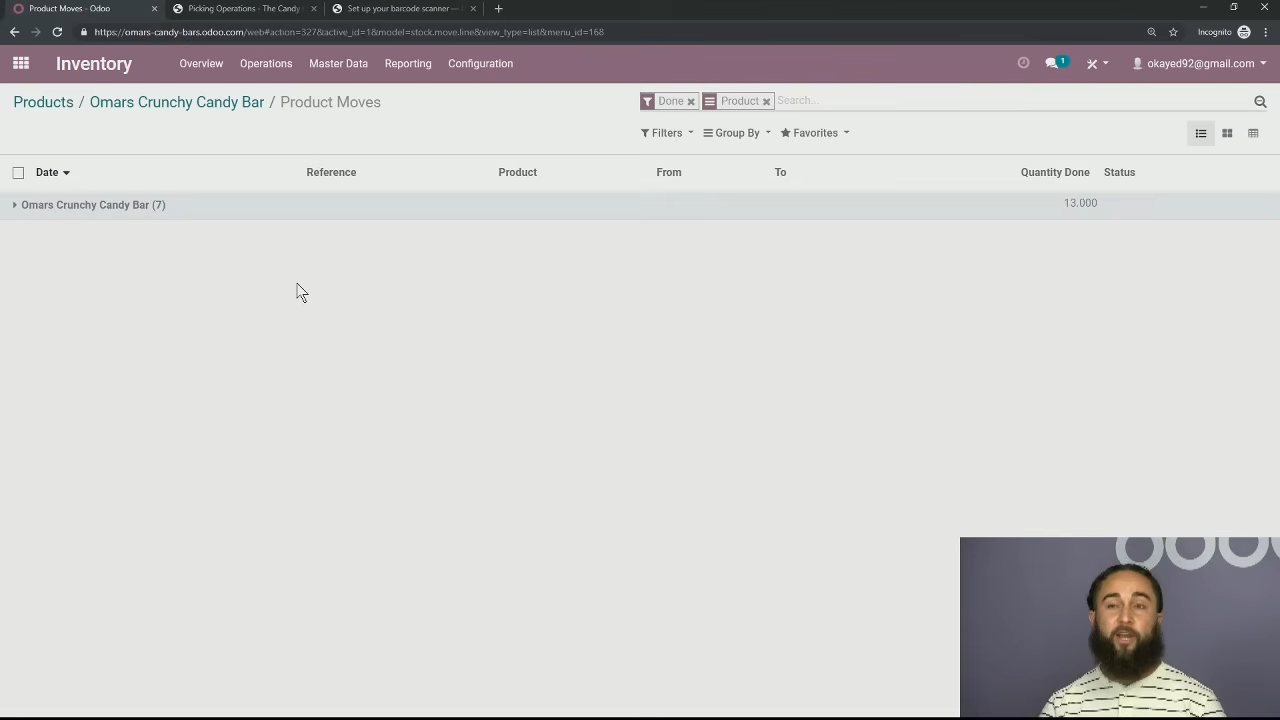 Product Moves - Odoo
Picking Operations - The Candy
Set up your barcode scanner —
https://omars-candy-bars.odoo.com/web#action=327&active_id=1&model=stock.move.line&view_type=list&menu_id=168
Incognito
Inventory
Overview
Operations
Master Data
Reporting
Configuration
1
okayed92@gmail.com
Products / Omars Crunchy Candy Bar / Product Moves
Done
Product
Search...
Filters
Group By
Favorites
Date
Reference
Product
From
To
Quantity Done
Status
Omars Crunchy Candy Bar (7)
13.000
odoo